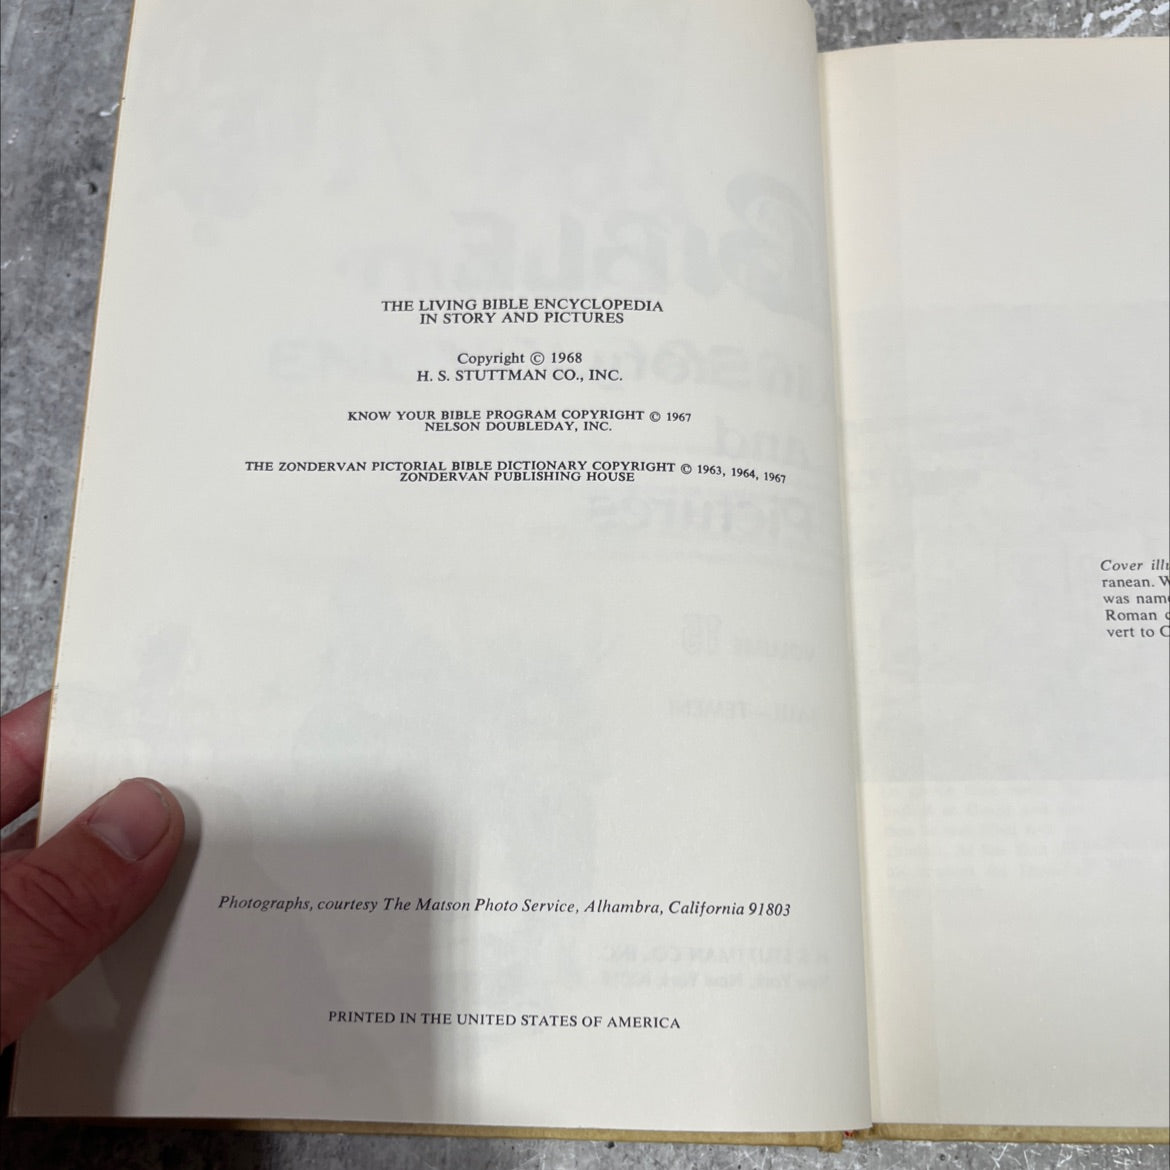 THE LIVING BIBLE ENCYCLOPEDIA
IN STORY AND PICTURES
Copyright © 1968
H. S. STUTTMAN CO., INC.
KNOW YOUR BIBLE PROGRAM COPYRIGHT © 1967
NELSON DOUBLEDAY, INC.
THE ZONDERVAN PICTORIAL BIBLE DICTIONARY COPYRIGHT © 1963, 1964, 1967
ZONDERVAN PUBLISHING HOUSE
Photographs, courtesy The Matson Photo Service, Alhambra, California 91803
PRINTED IN THE UNITED STATES OF AMERICA
Cover
ranean.
was
Roman
vert to